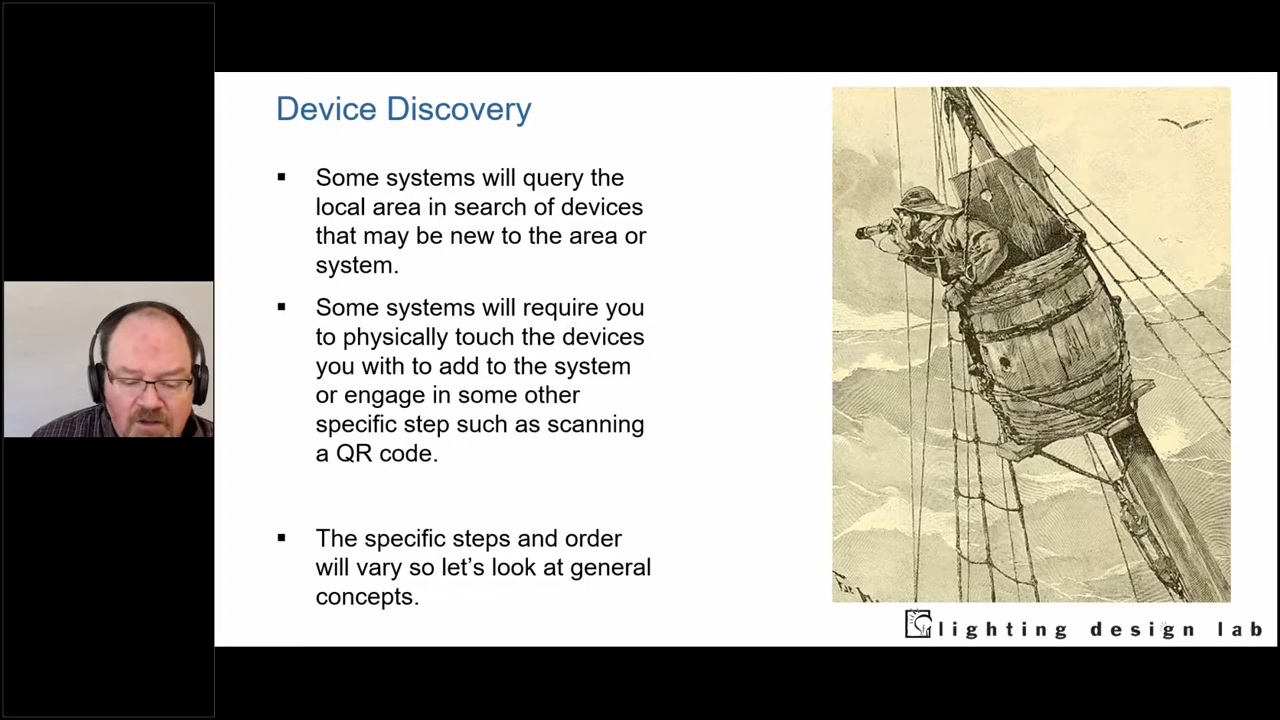 Device Discovery
Some systems will query the
local area in search of devices
that may be new to the area or
system.
Some systems will require you
to physically touch the devices
you with to add to the system
or engage in some other
specific step such as scanning
a QR code.
The specific steps and order
will vary so let’s look at general
concepts.
lighting design lab